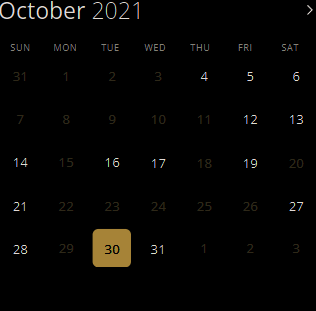 October 2021
SUN MON TUE WED THU FRI SAT
31 1 2 3 4 5 6
7 8 9 10 11 12 13
14 15 16 17 18 19 20
21 22 23 24 25 26 27
28 29 30 31 1 2 3